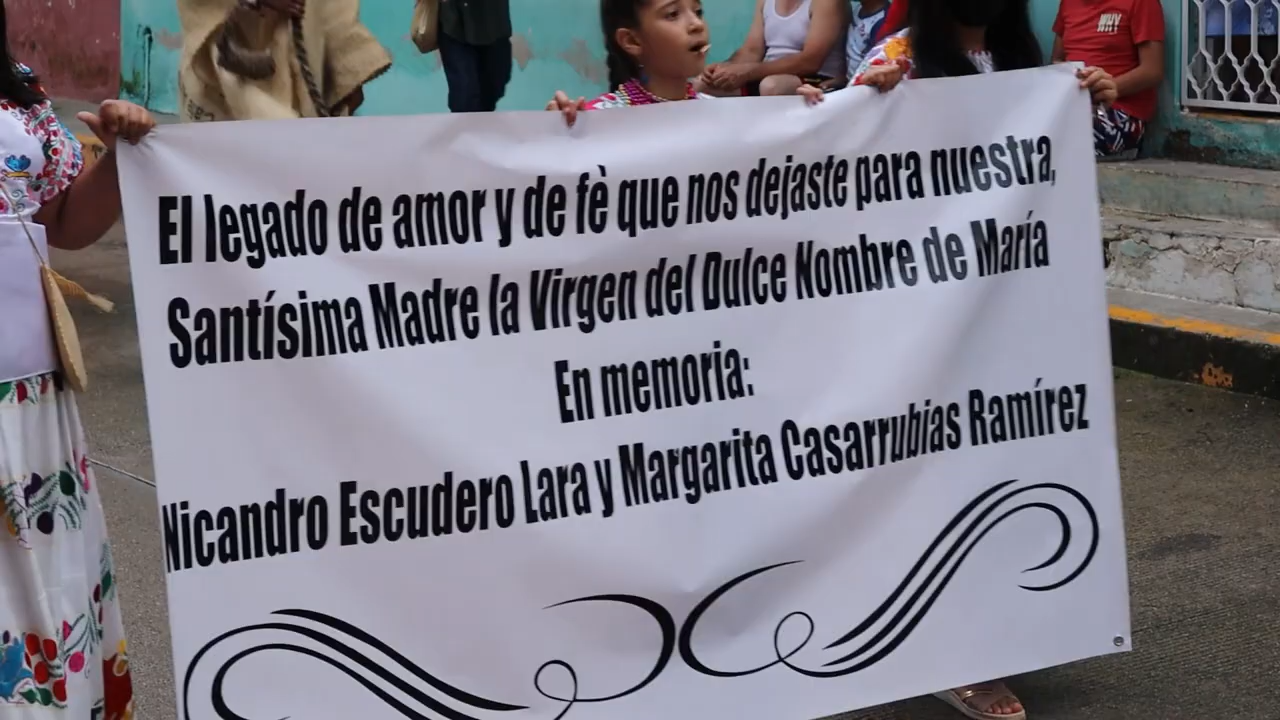 WHY
El legado de amor y de fè que nos dejaste para nuestra,
Santísima Madre la Virgen del Dulce Nombre de María
En memoria:
Nicandro Escudero Lara y Margarita Casarrubias Ramírez